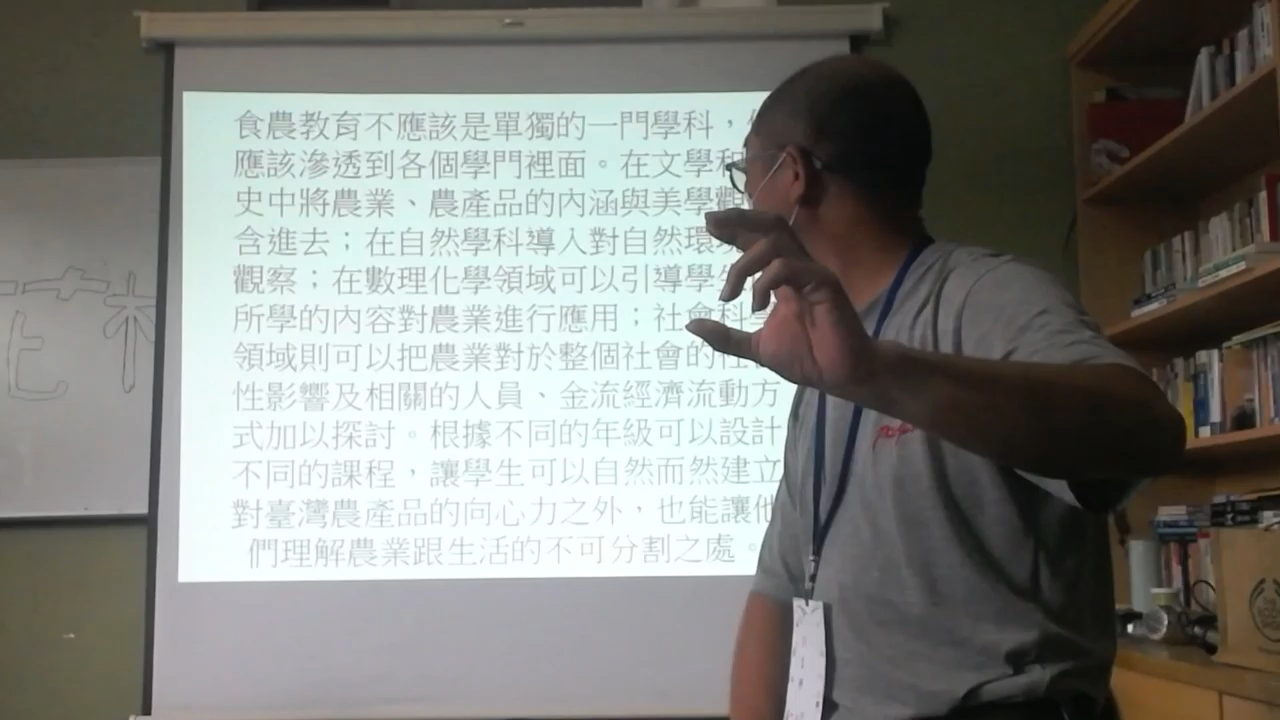 食農教育不應該是單獨的一門學科，
應該滲透到各個學門裡面。在文學和
史中將農業、農產品的內涵與美學觀
含進去；在自然學科導入對自然環境
觀察；在數理化學領域可以引導學生
所學的內容對農業進行應用；社會科學
領域則可以把農業對於整個社會的
性影響及相關的人員、金流經濟流動方
式加以探討。根據不同的年級可以設計
不同的課程，讓學生可以自然而然建立
對臺灣農產品的向心力之外，也能讓他
們理解農業跟生活的不可分割之處。